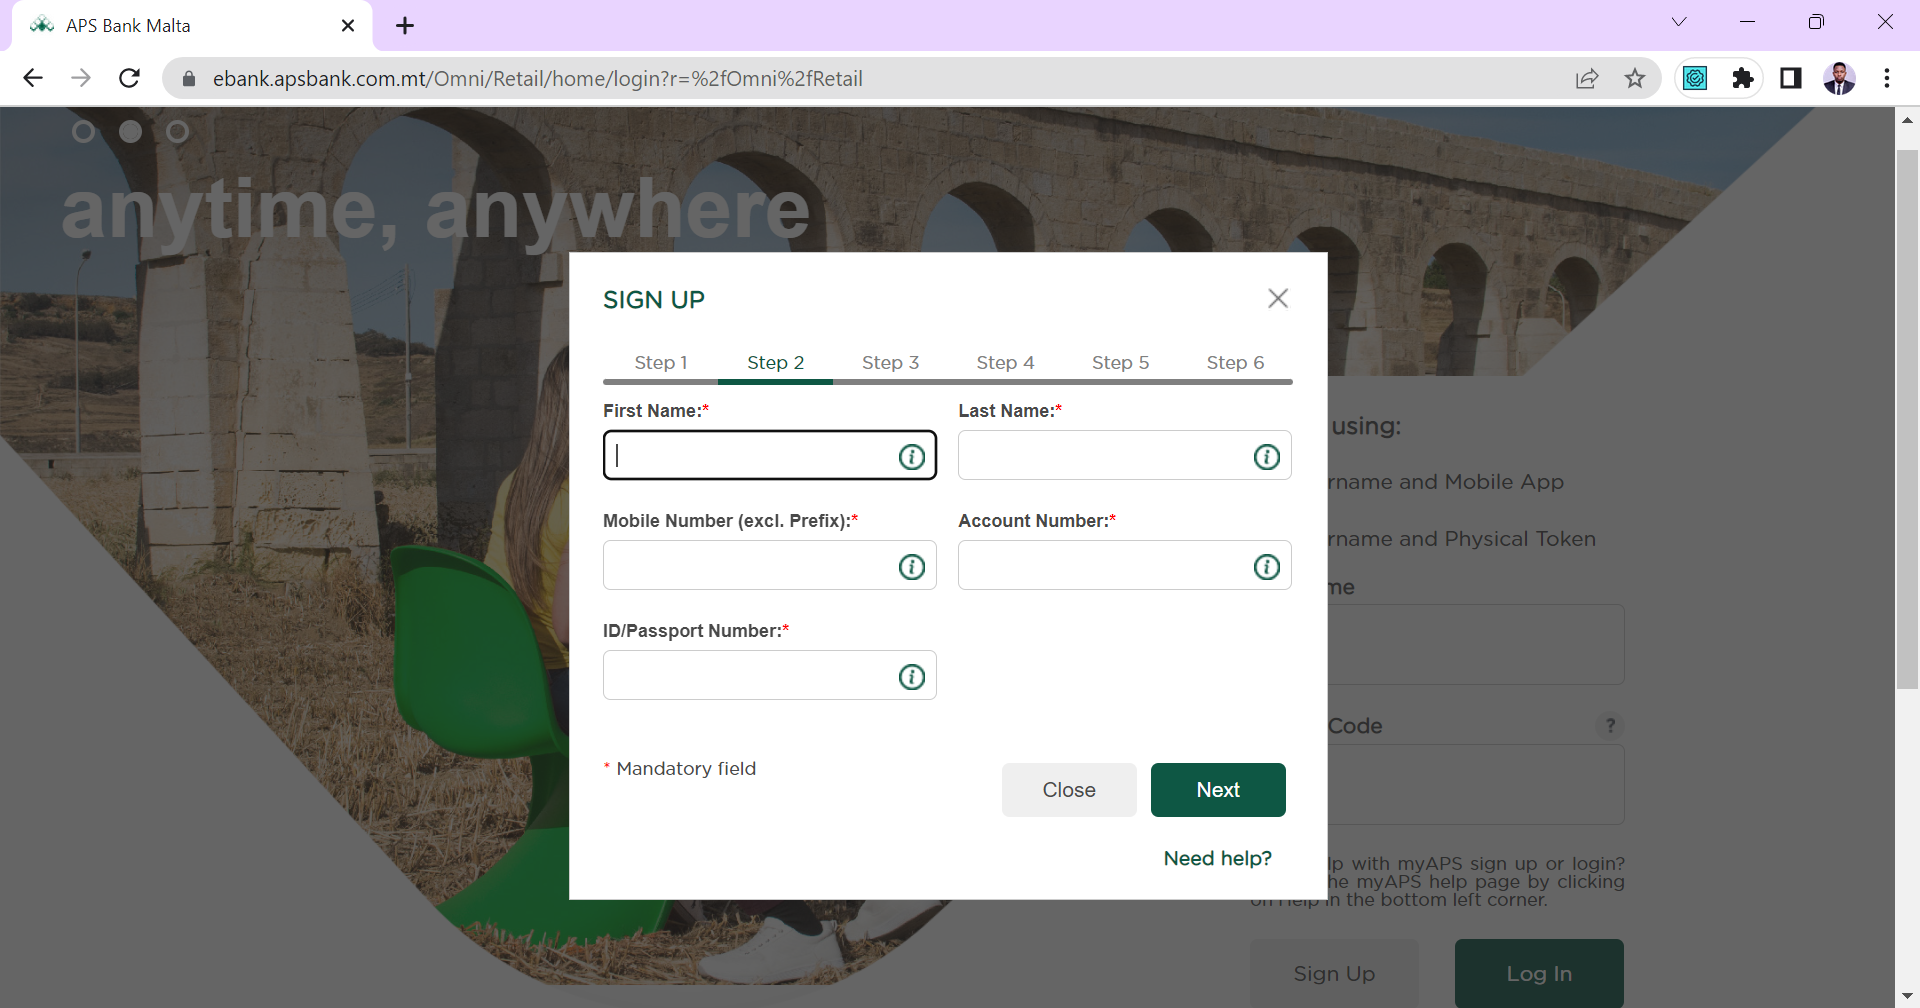 APS Bank Malta
ebank.apsbank.com.mt/Omni/Retail/home/login?r=%2fOmni%2fRetail
anytime, anywhere
SIGN UP
Step 1 Step 2 Step 3 Step 4 Step 5 Step 6
First Name:* Last Name:*
Mobile Number (excl. Prefix):* Account Number:*
ID/Passport Number:*
* Mandatory field
Close Next
Need help?
using:
rname and Mobile App
rname and Physical Token
me
Code ?
lp with myAPS sign up or login?
he myAPS help page by clicking
on Help in the bottom left corner.
Sign Up Log In